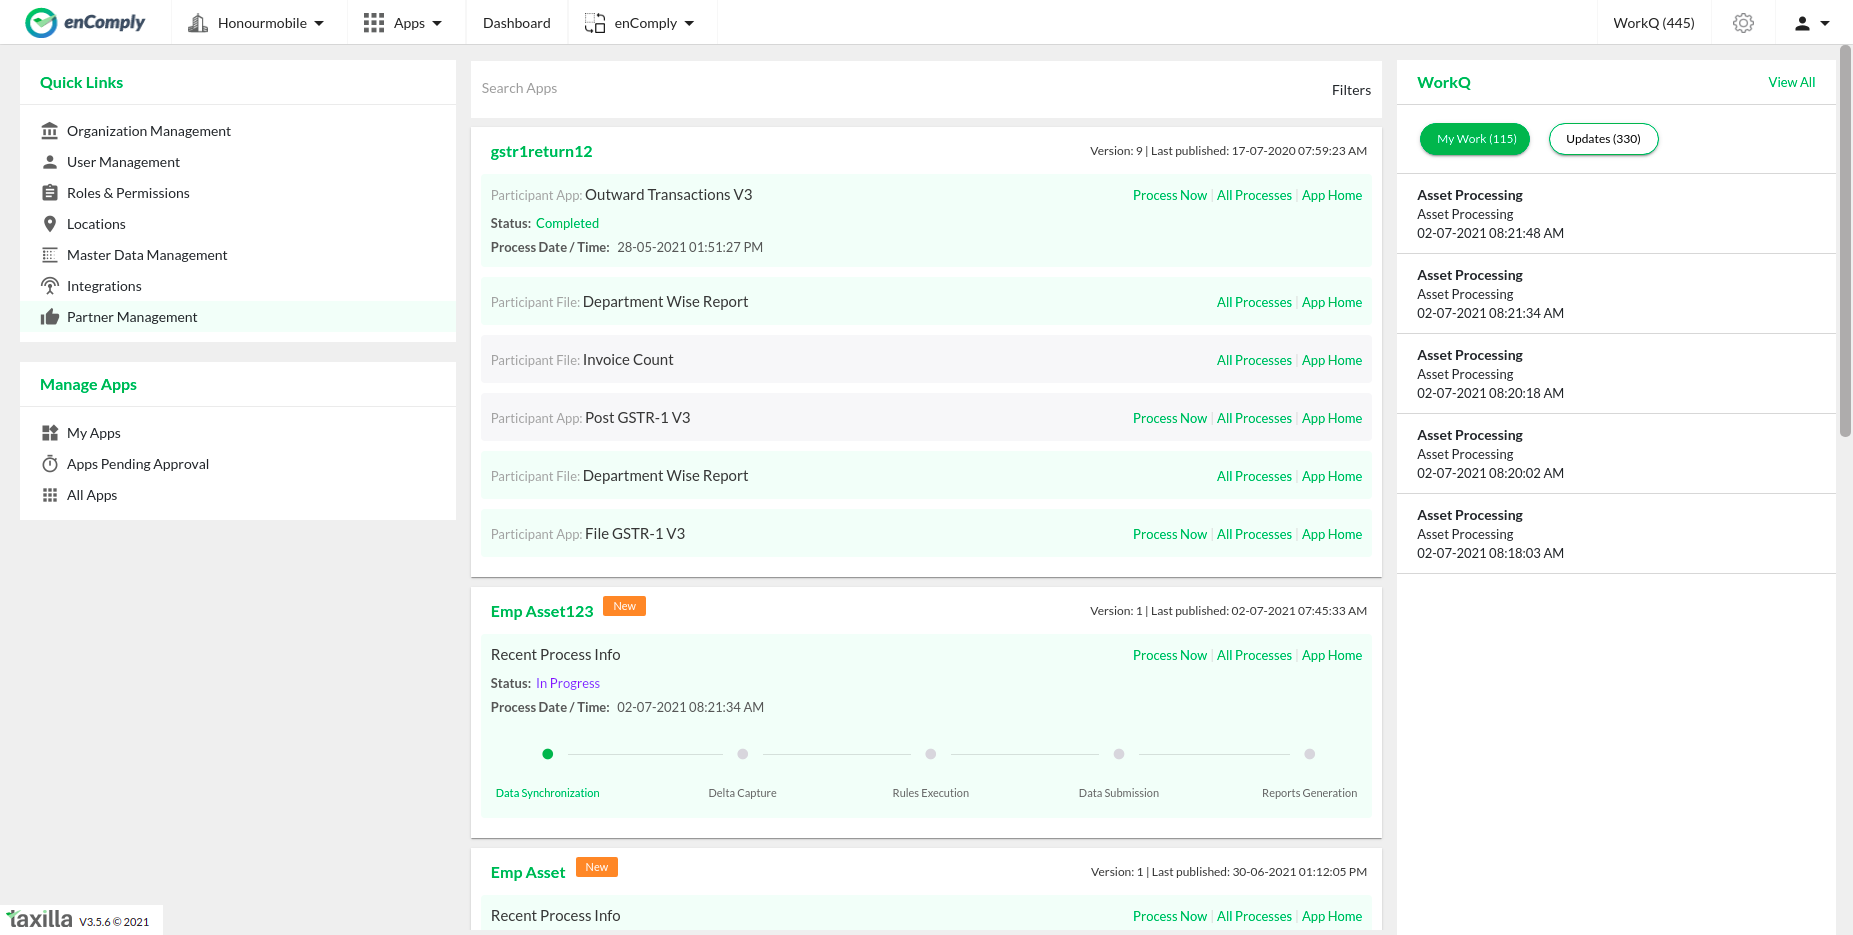 enComply
Honourmobile
Apps
Dashboard
enComply
WorkQ (445)
Quick Links
Organization Management
User Management
Roles & Permissions
Locations
Master Data Management
Integrations
Partner Management
Manage Apps
My Apps
Apps Pending Approval
All Apps
taxilla V3.5.6 © 2021
Search Apps
Filters
gstr1return12
Version: 9 | Last published: 17-07-2020 07:59:23 AM
Participant App: Outward Transactions V3
Process Now | All Processes | App Home
Status: Completed
Process Date / Time: 28-05-2021 01:51:27 PM
Participant File: Department Wise Report
All Processes | App Home
Participant File: Invoice Count
All Processes | App Home
Participant App: Post GSTR-1 V3
Process Now | All Processes | App Home
Participant File: Department Wise Report
All Processes | App Home
Participant App: File GSTR-1 V3
Process Now | All Processes | App Home
Emp Asset123 New
Version: 1 | Last published: 02-07-2021 07:45:33 AM
Recent Process Info
Process Now | All Processes | App Home
Status: In Progress
Process Date / Time: 02-07-2021 08:21:34 AM
Data Synchronization
Delta Capture
Rules Execution
Data Submission
Reports Generation
Emp Asset New
Version: 1 | Last published: 30-06-2021 01:12:05 PM
Recent Process Info
Process Now | All Processes | App Home
WorkQ
View All
My Work (115)
Updates (330)
Asset Processing
Asset Processing
02-07-2021 08:21:48 AM
Asset Processing
Asset Processing
02-07-2021 08:21:34 AM
Asset Processing
Asset Processing
02-07-2021 08:20:18 AM
Asset Processing
Asset Processing
02-07-2021 08:20:02 AM
Asset Processing
Asset Processing
02-07-2021 08:18:03 AM